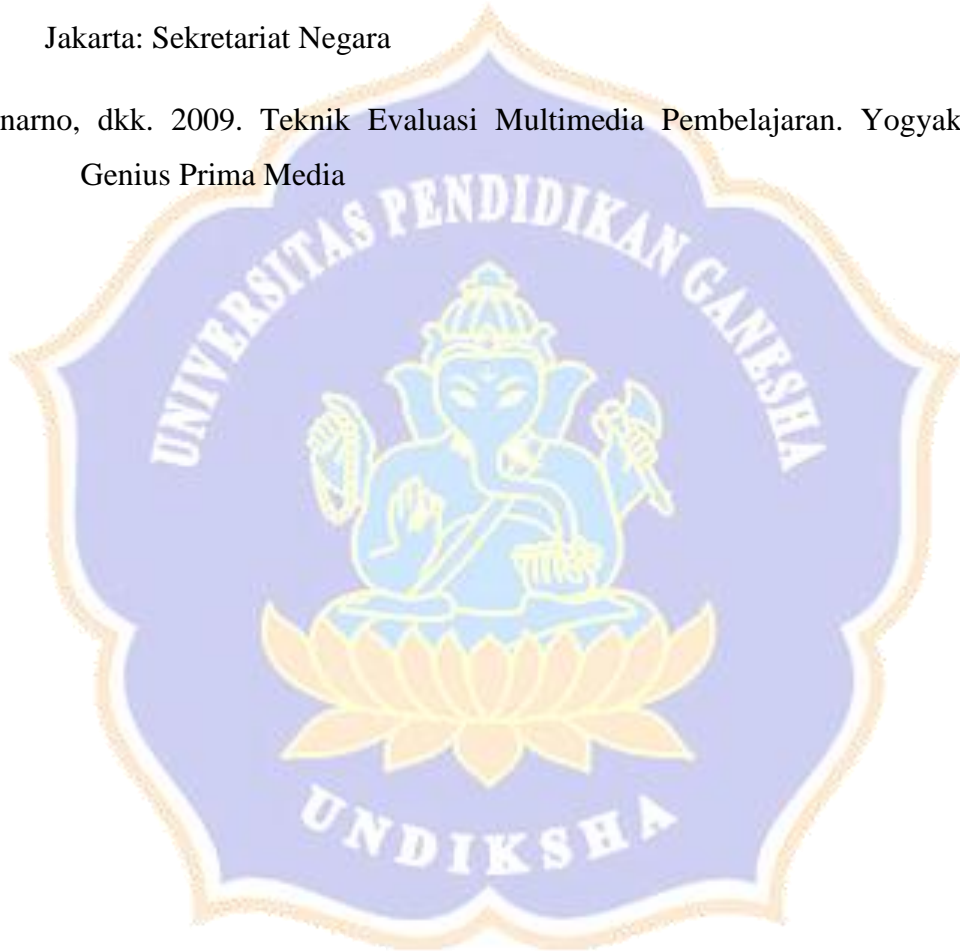 Jakarta: Sekretariat Negara
narno, dkk. 2009. Teknik Evaluasi Multimedia Pembelajaran. Yogyak
Genius Prima Media
UNIVERSITAS PENDIDIKAN GANESHA
UNDIKSHA